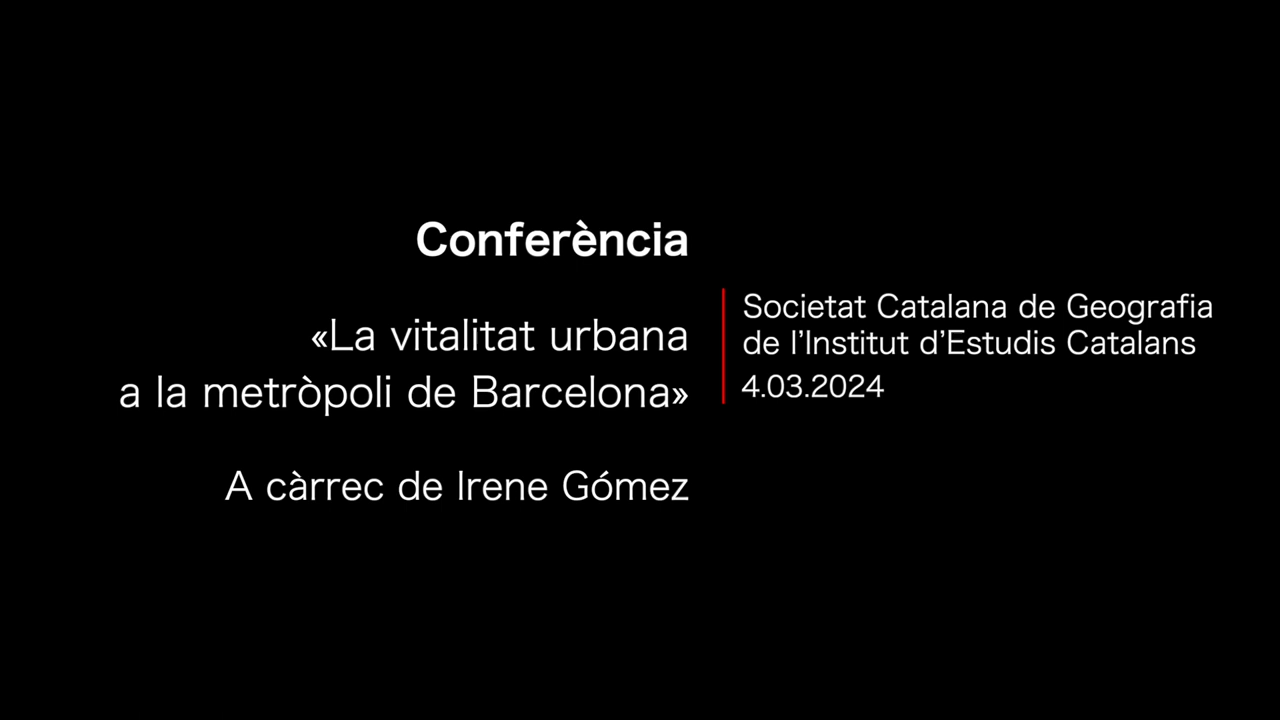 Conferència
«La vitalitat urbana
a la metròpoli de Barcelona»
A càrrec de Irene Gómez
Societat Catalana de Geografia
de l’Institut d’Estudis Catalans
4.03.2024